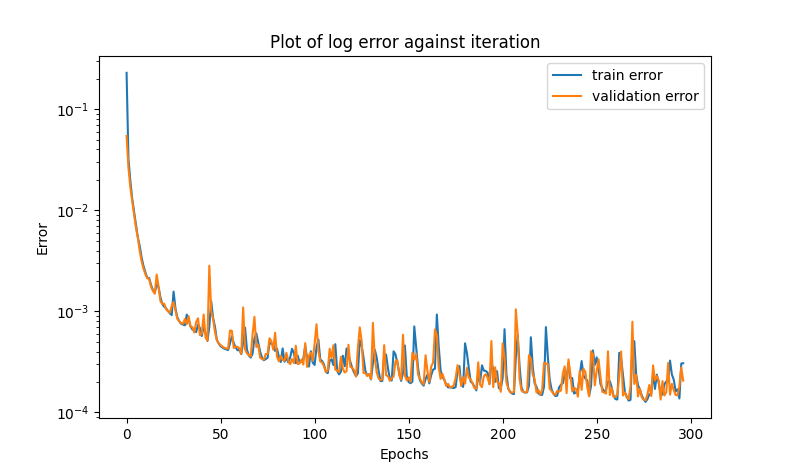 Plot of log error against iteration
train error
validation error
10⁻¹
10⁻²
10⁻³
10⁻⁴
Error
0 50 100 150 200 250 300
Epochs